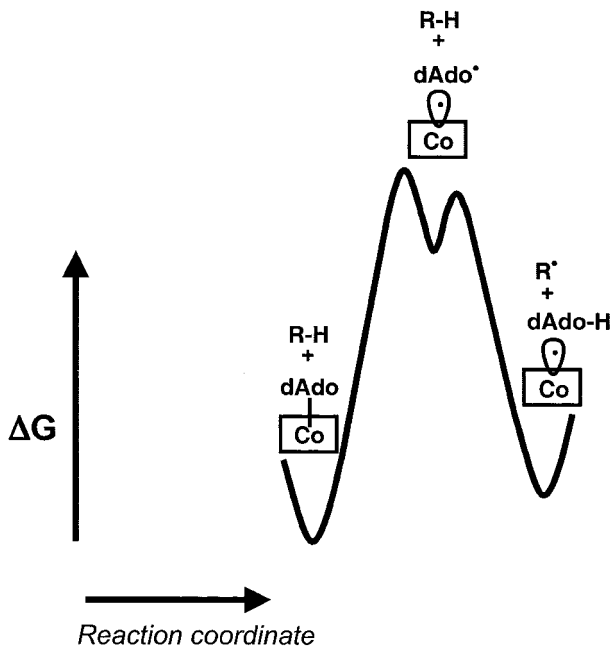 R-H
+
dAdo•
Co
R•
+
dAdo-H
Co
R-H
+
dAdo
Co
ΔG
Reaction coordinate